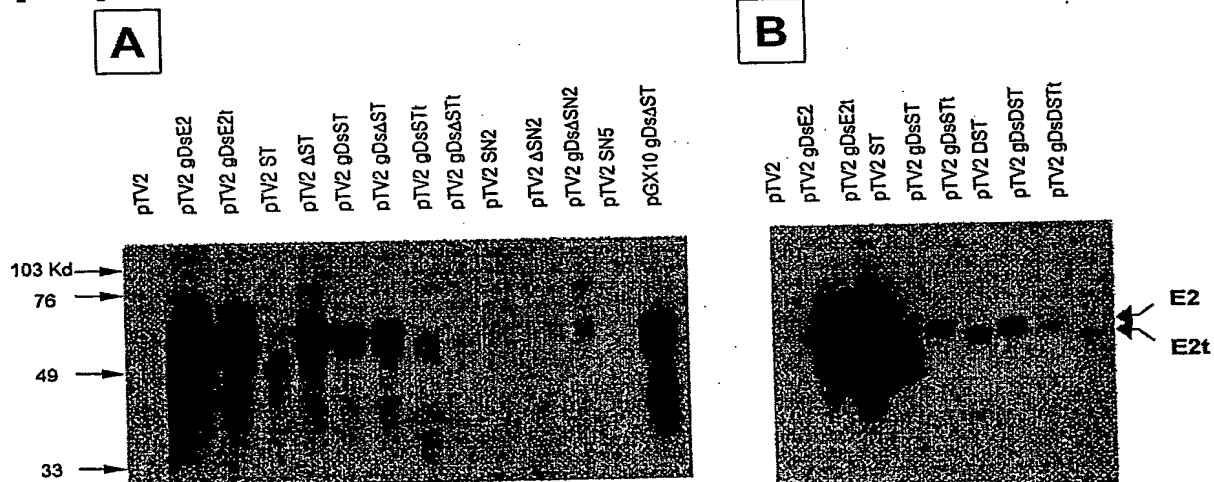 A
B
pTV2
pTV2 gDsE2
pTV2 gDsE2t
pTV2 ST
pTV2 ΔST
pTV2 gDsST
pTV2 gDsΔST
pTV2 gDsSTt
pTV2 gDsΔSTt
pTV2 SN2
pTV2 ΔSN2
pTV2 gDsΔSN2
pTV2 SN5
pGX10 gDsΔST
pTV2
pTV2 gDsE2
pTV2 gDsE2t
pTV2 ST
pTV2 gDsST
pTV2 gDsSTt
pTV2 DST
pTV2 gDsDST
pTV2 gDsDSTt
103 Kd
76
49
33
E2
E2t